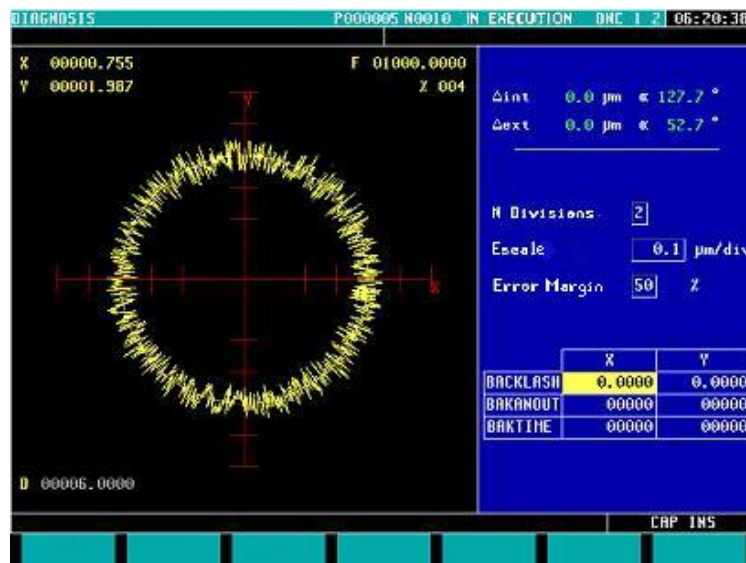 DIAGNOSIS P000005 N0010 IN EXECUTION DNC 1 2 06:20:38
X 00000.755 F 01000.0000
Y 00001.987 % 004
Y
X
D 00006.0000
Δint 0.0 µm ∝ 127.7 °
Δext 0.0 µm ∝ 52.7 °
N Divisions 2
Escale 0.1 µm/div
Error Margin 50 %
X Y
BACKLASH 0.0000 0.0000
BAKANOUT 00000 00000
BAKTIME 00000 00000
CAP INS